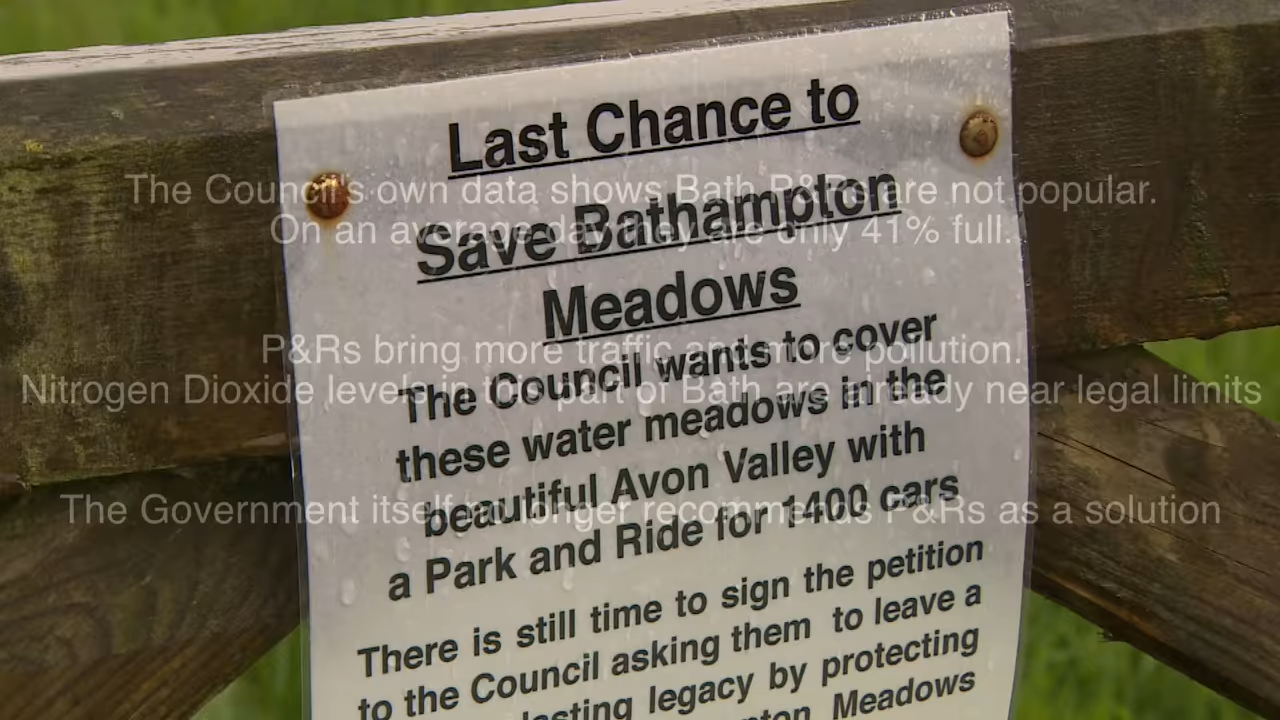 Last Chance to
Save Bathampton
Meadows
The Council wants to cover
these water meadows in the
beautiful Avon Valley with
a Park and Ride for 1400 cars
There is still time to sign the petition
to the Council asking them to leave a
lasting legacy by protecting
Meadows
The Council's own data shows Bath P&Rs are not popular.
On an average day they are only 41% full.
P&Rs bring more traffic and more pollution.
Nitrogen Dioxide levels in this part of Bath are already near legal limits
The Government itself no longer recommends P&Rs as a solution